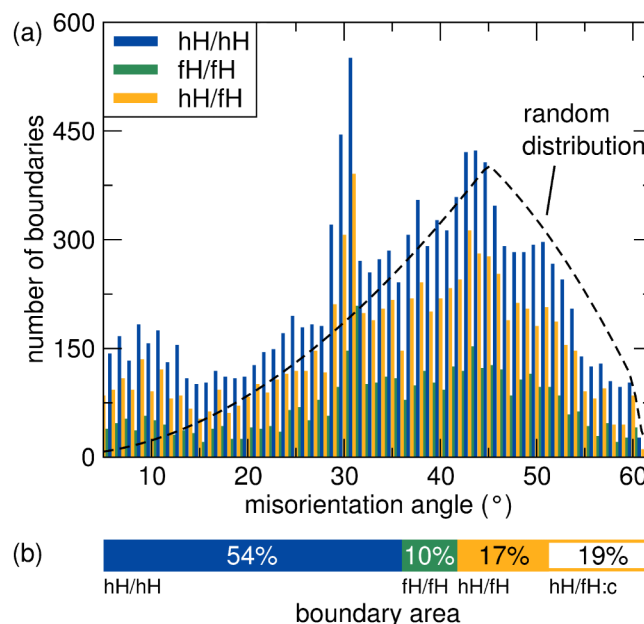 (a)
600
450
300
150
0
number of boundaries
hH/hH
fH/fH
hH/fH
random
distribution
10 20 30 40 50 60
misorientation angle (°)
(b)
54% 10% 17% 19%
hH/hH fH/fH hH/fH hH/fH:c
boundary area